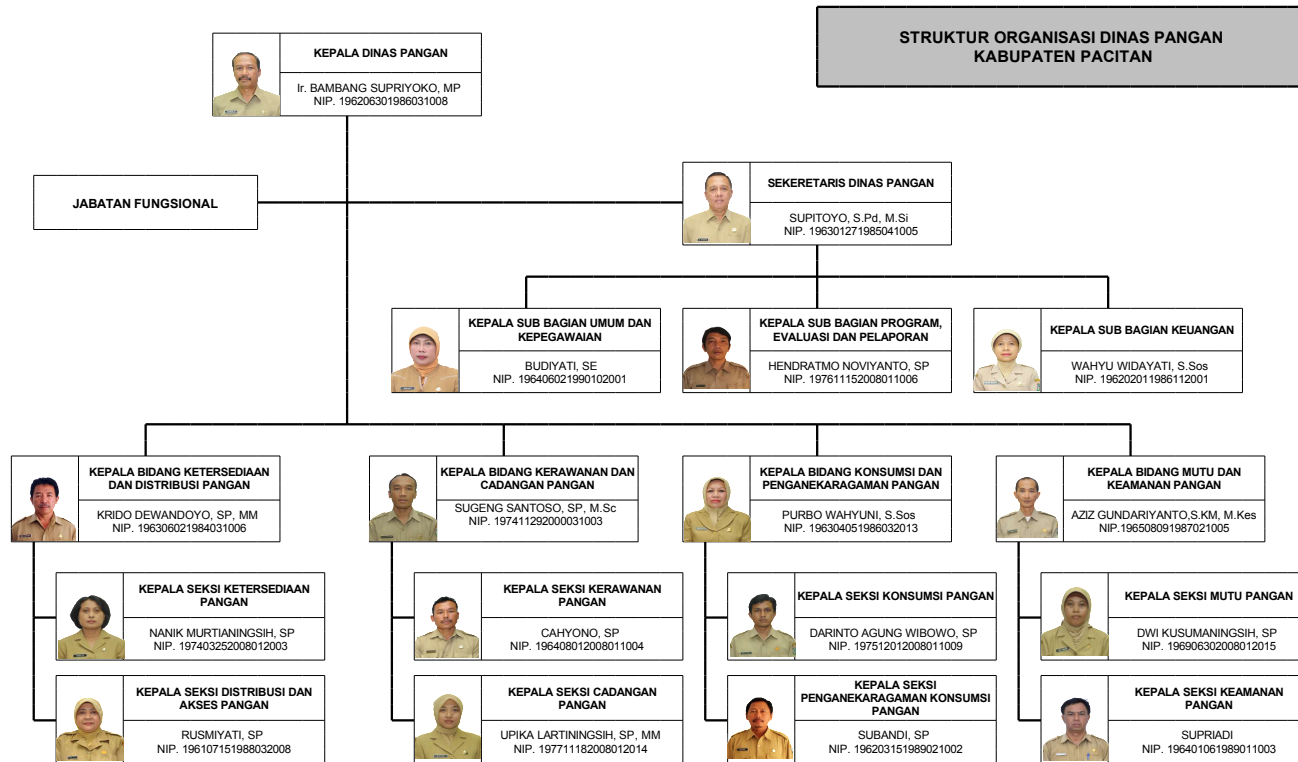 STRUKTUR ORGANISASI DINAS PANGAN
KABUPATEN PACITAN
KEPALA DINAS PANGAN
Ir. BAMBANG SUPRIYOKO, MP
NIP. 196206301986031008
JABATAN FUNGSIONAL
SEKERETARIS DINAS PANGAN
SUPITOYO, S.Pd, M.Si
NIP. 196301271985041005
KEPALA SUB BAGIAN UMUM DAN
KEPEGAWAIAN
BUDIYATI, SE
NIP. 196406021990102001
KEPALA SUB BAGIAN PROGRAM,
EVALUASI DAN PELAPORAN
HENDRATMO NOVIYANTO, SP
NIP. 197611152008011006
KEPALA SUB BAGIAN KEUANGAN
WAHYU WIDAYATI, S.Sos
NIP. 196202011986112001
KEPALA BIDANG KETERSEDIAAN
DAN DISTRIBUSI PANGAN
KRIDO DEWANDOYO, SP, MM
NIP. 196306021984031006
KEPALA BIDANG KERAWANAN DAN
CADANGAN PANGAN
SUGENG SANTOSO, SP, M.Sc
NIP. 197411292000031003
KEPALA BIDANG KONSUMSI DAN
PENGANEKARAGAMAN PANGAN
PURBO WAHYUNI, S.Sos
NIP. 196304051986032013
KEPALA BIDANG MUTU DAN
KEAMANAN PANGAN
AZIZ GUNDARIYANTO,S.KM, M.Kes
NIP.196508091987021005
KEPALA SEKSI KETERSEDIAAN
PANGAN
NANIK MURTIANINGSIH, SP
NIP. 197403252008012003
KEPALA SEKSI KERAWANAN
PANGAN
CAHYONO, SP
NIP. 196408012008011004
KEPALA SEKSI KONSUMSI PANGAN
DARINTO AGUNG WIBOWO, SP
NIP. 197512012008011009
KEPALA SEKSI MUTU PANGAN
DWI KUSUMANINGSIH, SP
NIP. 196906302008012015
KEPALA SEKSI DISTRIBUSI DAN
AKSES PANGAN
RUSMIYATI, SP
NIP. 196107151988032008
KEPALA SEKSI CADANGAN
PANGAN
UPIKA LARTININGSIH, SP, MM
NIP. 197711182008012014
KEPALA SEKSI
PENGANEKARAGAMAN KONSUMSI
PANGAN
SUBANDI, SP
NIP. 196203151989021002
KEPALA SEKSI KEAMANAN
PANGAN
SUPRIADI
NIP. 196401061989011003